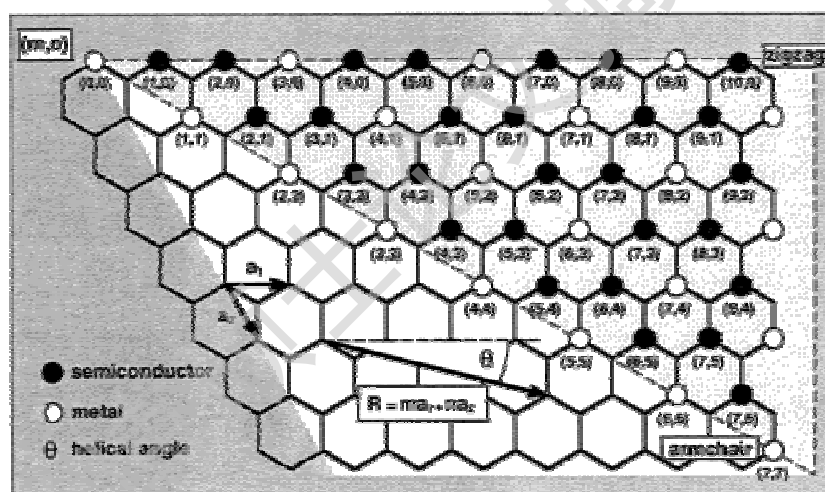 (m,n)
zigzag
(0,0) (1,0) (2,0) (3,0) (4,0) (5,0) (6,0) (7,0) (8,0) (9,0) (10,0)
(1,1) (2,1) (3,1) (4,1) (5,1) (6,1) (7,1) (8,1) (9,1)
(2,2) (3,2) (4,2) (5,2) (6,2) (7,2) (8,2) (9,2)
(3,3) (4,3) (5,3) (6,3) (7,3) (8,3)
a₁
(4,4) (5,4) (6,4) (7,4) (8,4)
a₂
θ
(5,5) (6,5) (7,5)
● semiconductor
R = ma₁+na₂
○ metal
(6,6) (7,6)
θ helical angle
armchair
(7,7)